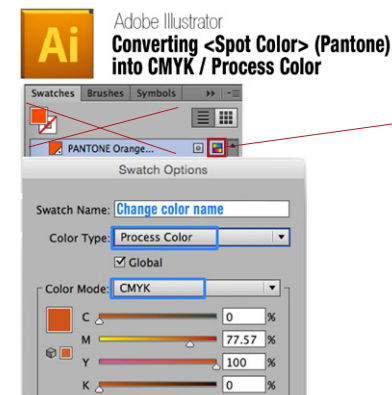 Ai
Adobe Illustrator
Converting <Spot Color> (Pantone)
into CMYK / Process Color
Swatches Brushes Symbols
PANTONE Orange...
Swatch Options
Swatch Name: Change color name
Color Type: Process Color
Global
Color Mode: CMYK
C 0 %
M 77.57 %
Y 100 %
K 0 %